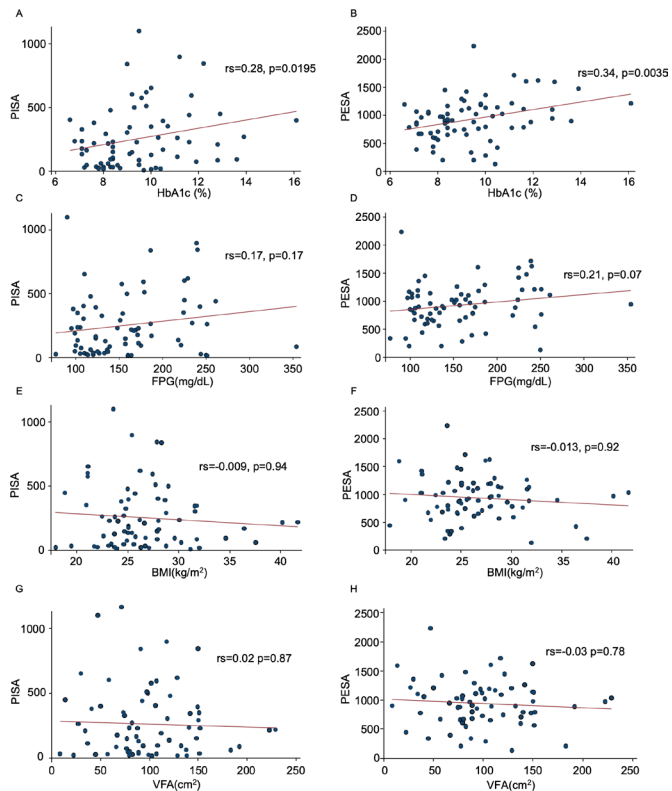 A
1000
500
0
PISA
rs=0.28, p=0.0195
6 8 10 12 14 16
HbA1c (%)
B
2500
2000
1500
1000
500
0
PESA
rs=0.34, p=0.0035
6 8 10 12 14 16
HbA1c (%)
C
1000
500
0
PISA
rs=0.17, p=0.17
100 150 200 250 300 350
FPG(mg/dL)
D
2500
2000
1500
1000
500
0
PESA
rs=0.21, p=0.07
100 150 200 250 300 350
FPG(mg/dL)
E
1000
500
0
PISA
rs=-0.009, p=0.94
20 25 30 35 40
BMI(kg/m²)
F
2500
2000
1500
1000
500
0
PESA
rs=-0.013, p=0.92
20 25 30 35 40
BMI(kg/m²)
G
1000
500
0
PISA
rs=0.02 p=0.87
0 50 100 150 200 250
VFA(cm²)
H
2500
2000
1500
1000
500
0
PESA
rs=-0.03 p=0.78
0 50 100 150 200 250
VFA(cm²)